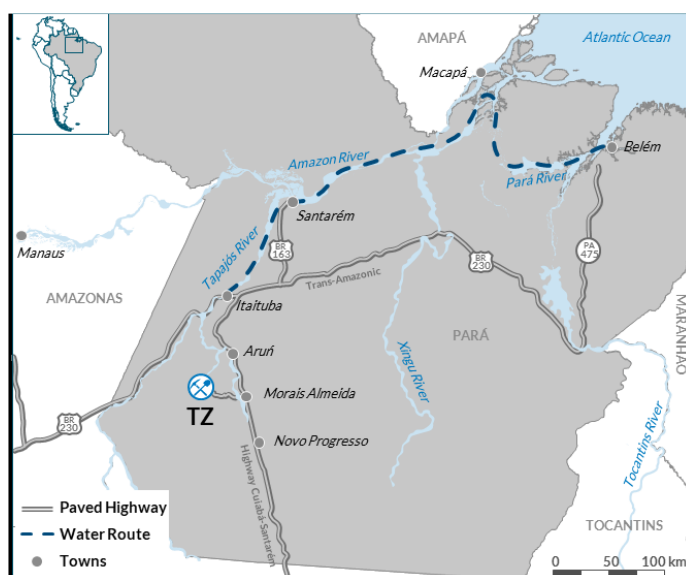 AMAPÁ
Atlantic Ocean
Macapá
Belém
Amazon River
Pará River
Santarém
Manaus
Tapajós River
BR
163
PA
475
BR
230
Trans-Amazonic
AMAZONAS
Itaituba
PARÁ
MARANHÃO
Xingu River
Aruń
TZ
Morais Almeida
BR
230
Novo Progresso
Highway Cuiabá-Santarém
Tocantins River
Paved Highway
Water Route
Towns
TOCANTINS
0 50 100 km